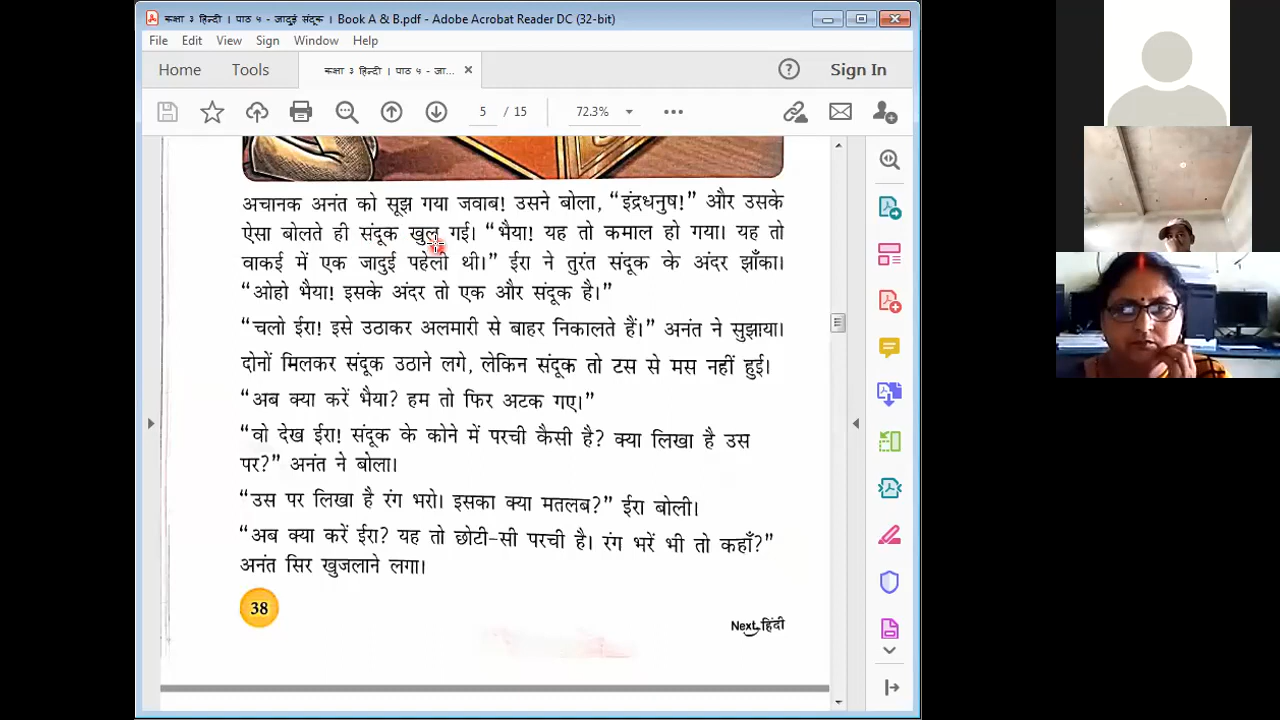 कक्षा ३ हिन्दी । पाठ ५ - जादुई संदूक । Book A & B.pdf - Adobe Acrobat Reader DC (32-bit)
File Edit View Sign Window Help
Home Tools कक्षा ३ हिन्दी । पाठ ५ - जा... Sign In
5 / 15 72.3%
अचानक अनंत को सूझ गया जवाब! उसने बोला, “इंद्रधनुष!” और उसके
ऐसा बोलते ही संदूक खुल गई। “भैया! यह तो कमाल हो गया। यह तो
वाकई में एक जादुई पहेली थी।” ईरा ने तुरंत संदूक के अंदर झाँका।
“ओहो भैया! इसके अंदर तो एक और संदूक है।”
“चलो ईरा! इसे उठाकर अलमारी से बाहर निकालते हैं।” अनंत ने सुझाया।
दोनों मिलकर संदूक उठाने लगे, लेकिन संदूक तो टस से मस नहीं हुई।
“अब क्या करें भैया? हम तो फिर अटक गए।”
“वो देख ईरा! संदूक के कोने में परची कैसी है? क्या लिखा है उस
पर?” अनंत ने बोला।
“उस पर लिखा है रंग भरो। इसका क्या मतलब?” ईरा बोली।
“अब क्या करें ईरा? यह तो छोटी-सी परची है। रंग भरें भी तो कहाँ?”
अनंत सिर खुजलाने लगा।
38
Next हिंदी